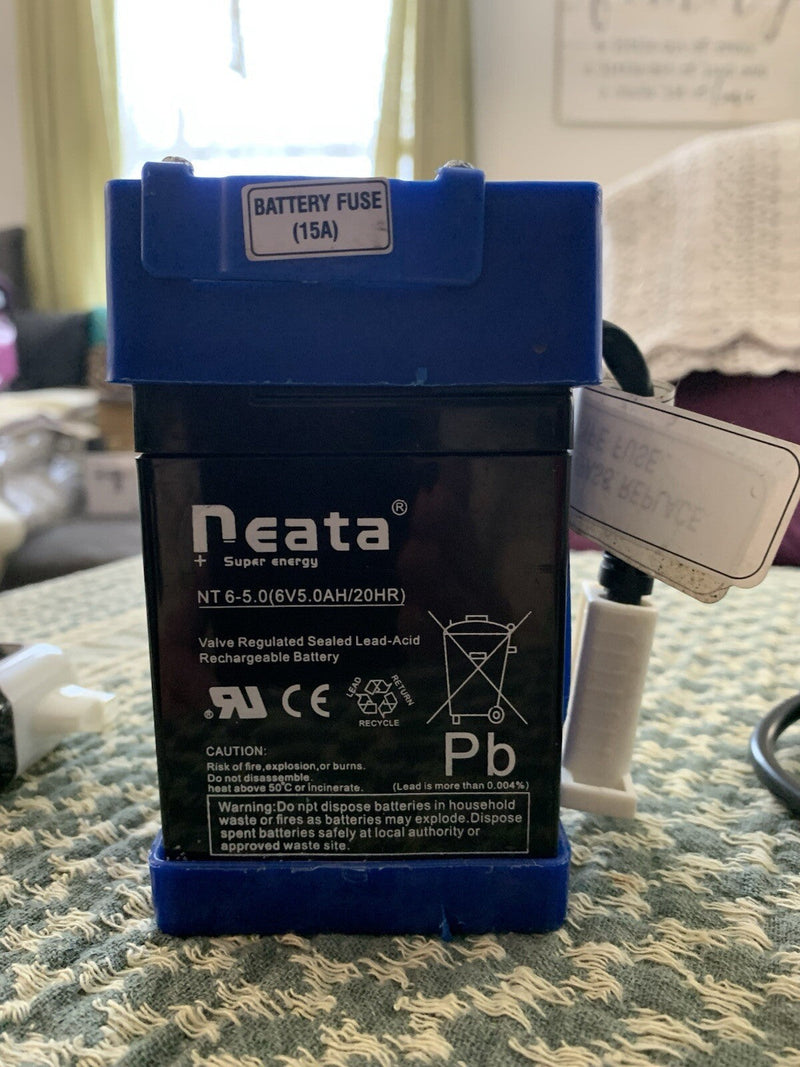 BATTERY FUSE
(15A)
neata®
+ Super energy
NT 6-5.0(6V5.0AH/20HR)
Valve Regulated Sealed Lead-Acid
Rechargeable Battery
LEAD
RETURN
RECYCLE
CE
Pb
CAUTION:
Risk of fire,explosion,or burns.
Do not disassemble.
heat above 50°C or incinerate.
(Lead is more than 0.004%)
Warning:Do not dispose batteries in household
waste or fires as batteries may explode.Dispose
spent batteries safely at local authority or
approved waste site.
FUSE
REPLACE